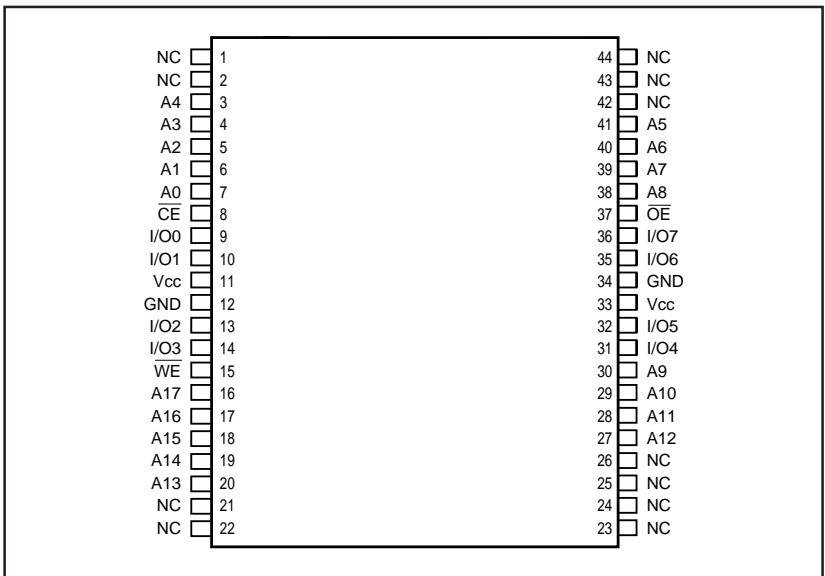 NC 1 44 NC
NC 2 43 NC
A4 3 42 NC
A3 4 41 A5
A2 5 40 A6
A1 6 39 A7
A0 7 38 A8
C̅E̅ 8 37 O̅E̅
I/O0 9 36 I/O7
I/O1 10 35 I/O6
Vcc 11 34 GND
GND 12 33 Vcc
I/O2 13 32 I/O5
I/O3 14 31 I/O4
W̅E̅ 15 30 A9
A17 16 29 A10
A16 17 28 A11
A15 18 27 A12
A14 19 26 NC
A13 20 25 NC
NC 21 24 NC
NC 22 23 NC